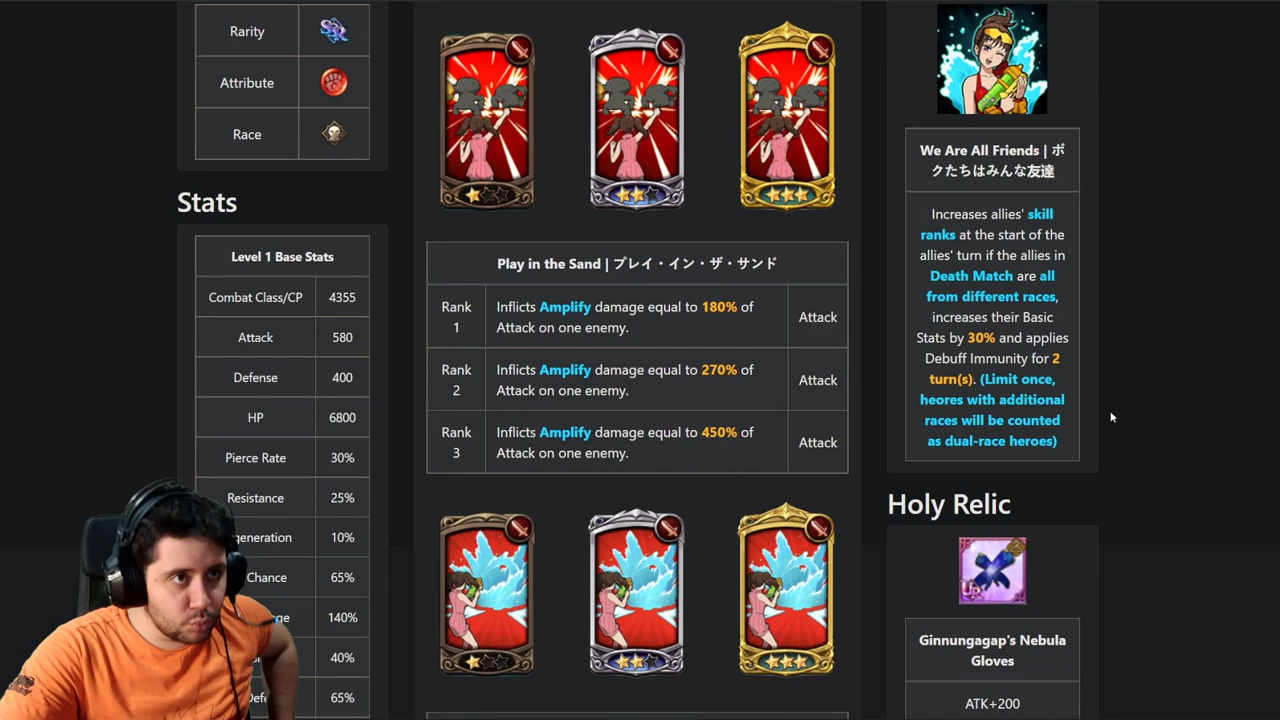 Rarity
SSR
Attribute
Race
Stats
Level 1 Base Stats
Combat Class/CP 4355
Attack 580
Defense 400
HP 6800
Pierce Rate 30%
Resistance 25%
generation 10%
Chance 65%
140%
40%
65%
Play in the Sand | プレイ・イン・ザ・サンド
Rank
1
Inflicts Amplify damage equal to 180% of
Attack on one enemy.
Attack
Rank
2
Inflicts Amplify damage equal to 270% of
Attack on one enemy.
Attack
Rank
3
Inflicts Amplify damage equal to 450% of
Attack on one enemy.
Attack
We Are All Friends | ボ
クたちはみんな友達
Increases allies' skill
ranks at the start of the
allies' turn if the allies in
Death Match are all
from different races,
increases their Basic
Stats by 30% and applies
Debuff Immunity for 2
turn(s). (Limit once,
heores with additional
races will be counted
as dual-race heroes)
Holy Relic
UR
Ginnungagap's Nebula
Gloves
ATK+200